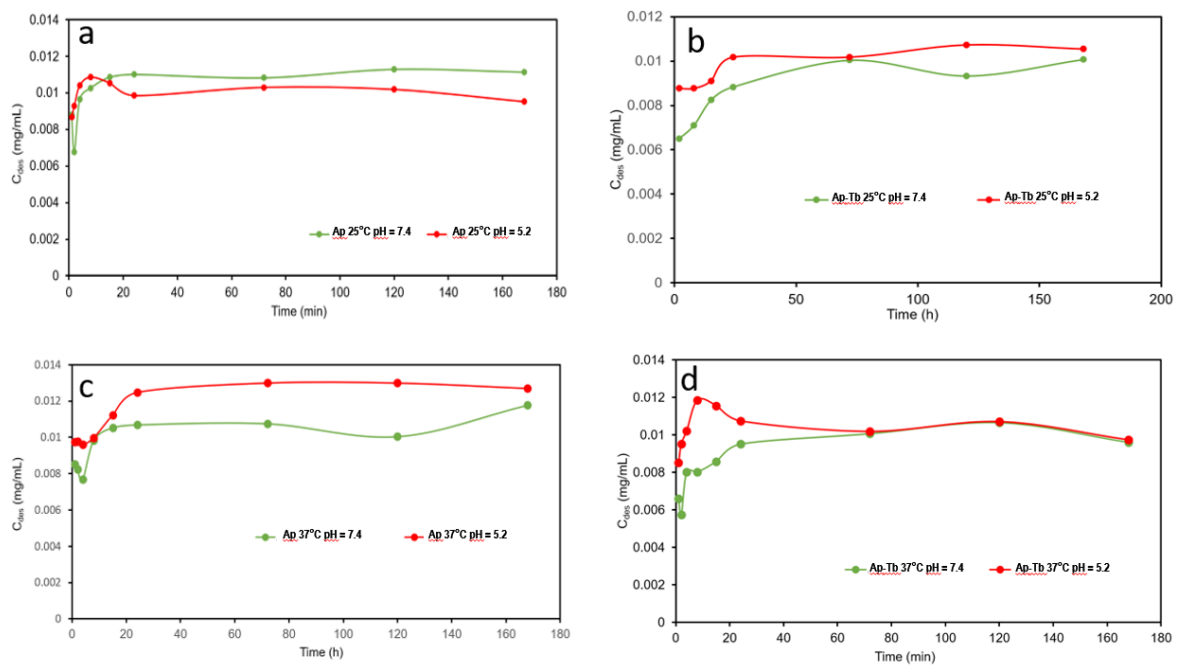 a
0.014
0.012
0.01
0.008
0.006
0.004
0.002
0
C_des (mg/mL)
Ap 25°C pH = 7.4 Ap 25°C pH = 5.2
0 20 40 60 80 100 120 140 160 180
Time (min)
b
0.012
0.01
0.008
0.006
0.004
0.002
0
C_des (mg/mL)
Ap-Tb 25°C pH = 7.4 Ap-Tb 25°C pH = 5.2
0 50 100 150 200
Time (h)
c
0.014
0.012
0.01
0.008
0.006
0.004
0.002
0
C_des (mg/mL)
Ap 37°C pH = 7.4 Ap 37°C pH = 5.2
0 20 40 60 80 100 120 140 160 180
Time (h)
d
0.014
0.012
0.01
0.008
0.006
0.004
0.002
0
C_des (mg/mL)
Ap-Tb 37°C pH = 7.4 Ap-Tb 37°C pH = 5.2
0 20 40 60 80 100 120 140 160 180
Time (min)